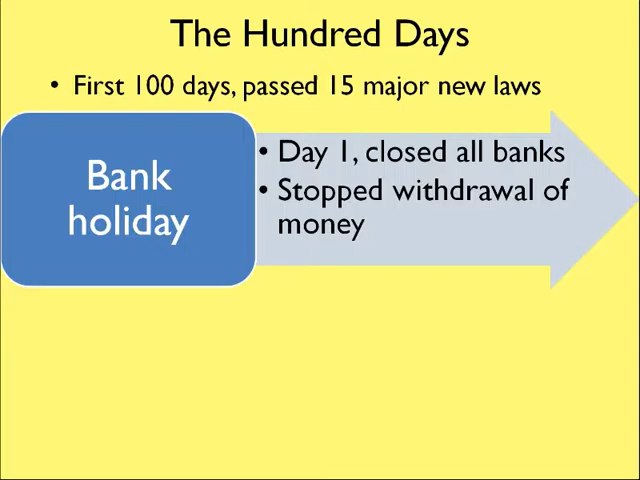 The Hundred Days
• First 100 days, passed 15 major new laws
Bank
holiday
• Day 1, closed all banks
• Stopped withdrawal of
money